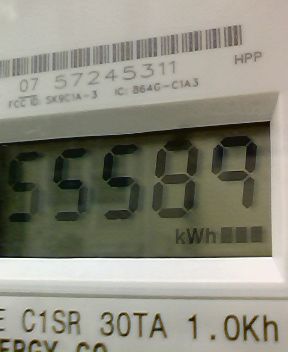 07 57245311 HPP
FCC ID: SK9C1A-3 IC: 864G-C1A3
55589
kWh
C1SR 30TA 1.0Kh